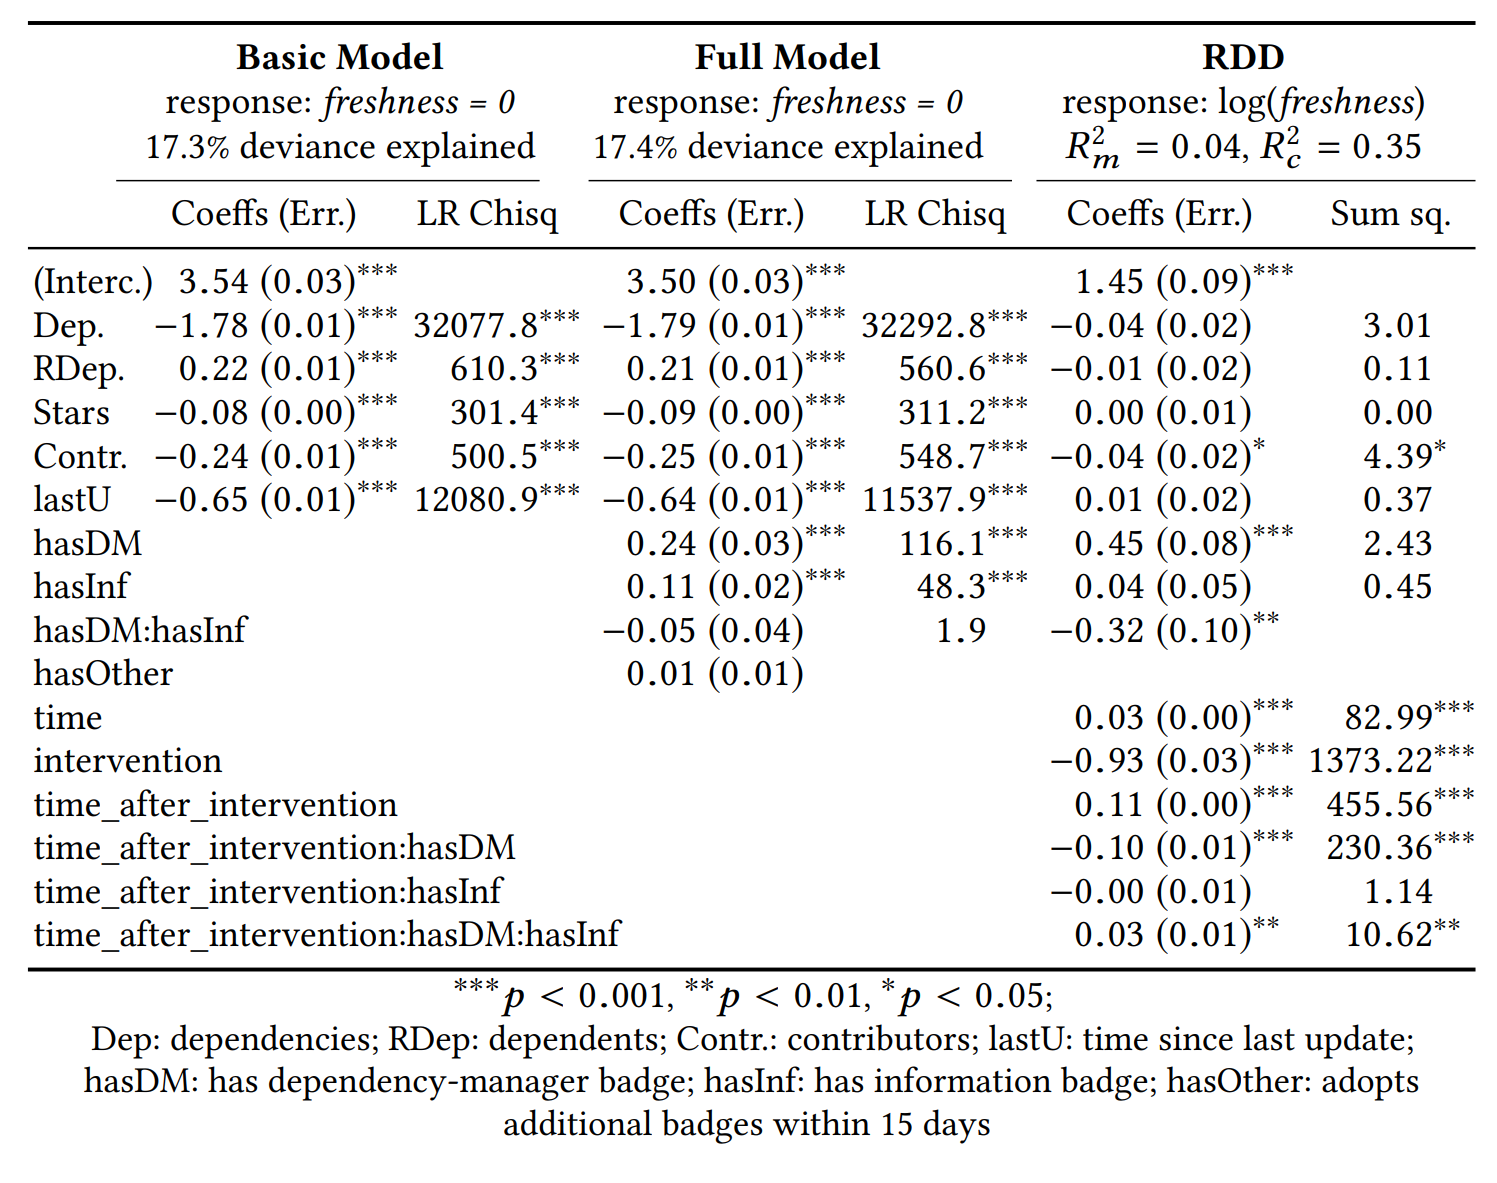 Basic Model Full Model RDD
response: freshness = 0 response: freshness = 0 response: log(freshness)
17.3% deviance explained 17.4% deviance explained R²m = 0.04, R²c = 0.35
Coeffs (Err.) LR Chisq Coeffs (Err.) LR Chisq Coeffs (Err.) Sum sq.
(Interc.) 3.54 (0.03)*** 3.50 (0.03)*** 1.45 (0.09)***
Dep. −1.78 (0.01)*** 32077.8*** −1.79 (0.01)*** 32292.8*** −0.04 (0.02) 3.01
RDep. 0.22 (0.01)*** 610.3*** 0.21 (0.01)*** 560.6*** −0.01 (0.02) 0.11
Stars −0.08 (0.00)*** 301.4*** −0.09 (0.00)*** 311.2*** 0.00 (0.01) 0.00
Contr. −0.24 (0.01)*** 500.5*** −0.25 (0.01)*** 548.7*** −0.04 (0.02)* 4.39*
lastU −0.65 (0.01)*** 12080.9*** −0.64 (0.01)*** 11537.9*** 0.01 (0.02) 0.37
hasDM 0.24 (0.03)*** 116.1*** 0.45 (0.08)*** 2.43
hasInf 0.11 (0.02)*** 48.3*** 0.04 (0.05) 0.45
hasDM:hasInf −0.05 (0.04) 1.9 −0.32 (0.10)**
hasOther 0.01 (0.01)
time 0.03 (0.00)*** 82.99***
intervention −0.93 (0.03)*** 1373.22***
time_after_intervention 0.11 (0.00)*** 455.56***
time_after_intervention:hasDM −0.10 (0.01)*** 230.36***
time_after_intervention:hasInf −0.00 (0.01) 1.14
time_after_intervention:hasDM:hasInf 0.03 (0.01)** 10.62**
***p < 0.001, **p < 0.01, *p < 0.05;
Dep: dependencies; RDep: dependents; Contr.: contributors; lastU: time since last update;
hasDM: has dependency-manager badge; hasInf: has information badge; hasOther: adopts
additional badges within 15 days